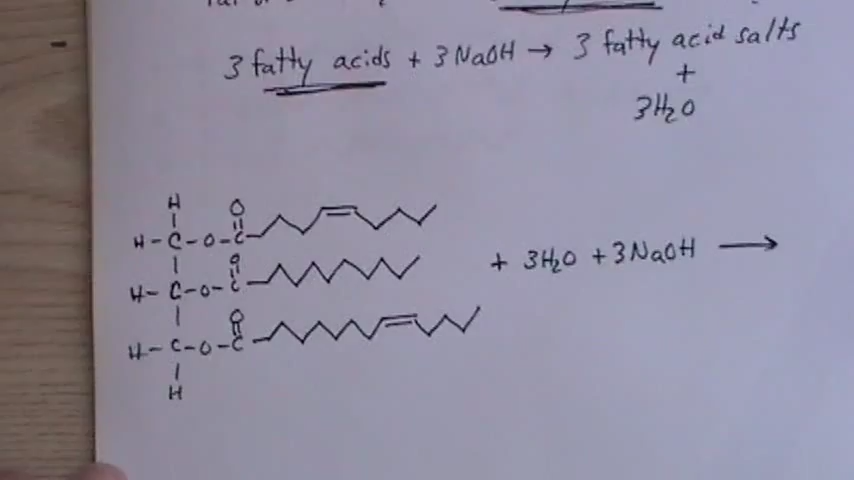 3 fatty acids + 3 NaOH → 3 fatty acid salts
+
3H₂O
H
O
H - C - O - C
O
+ 3H₂O + 3NaOH →
H - C - O - C
O
H - C - O - C
H